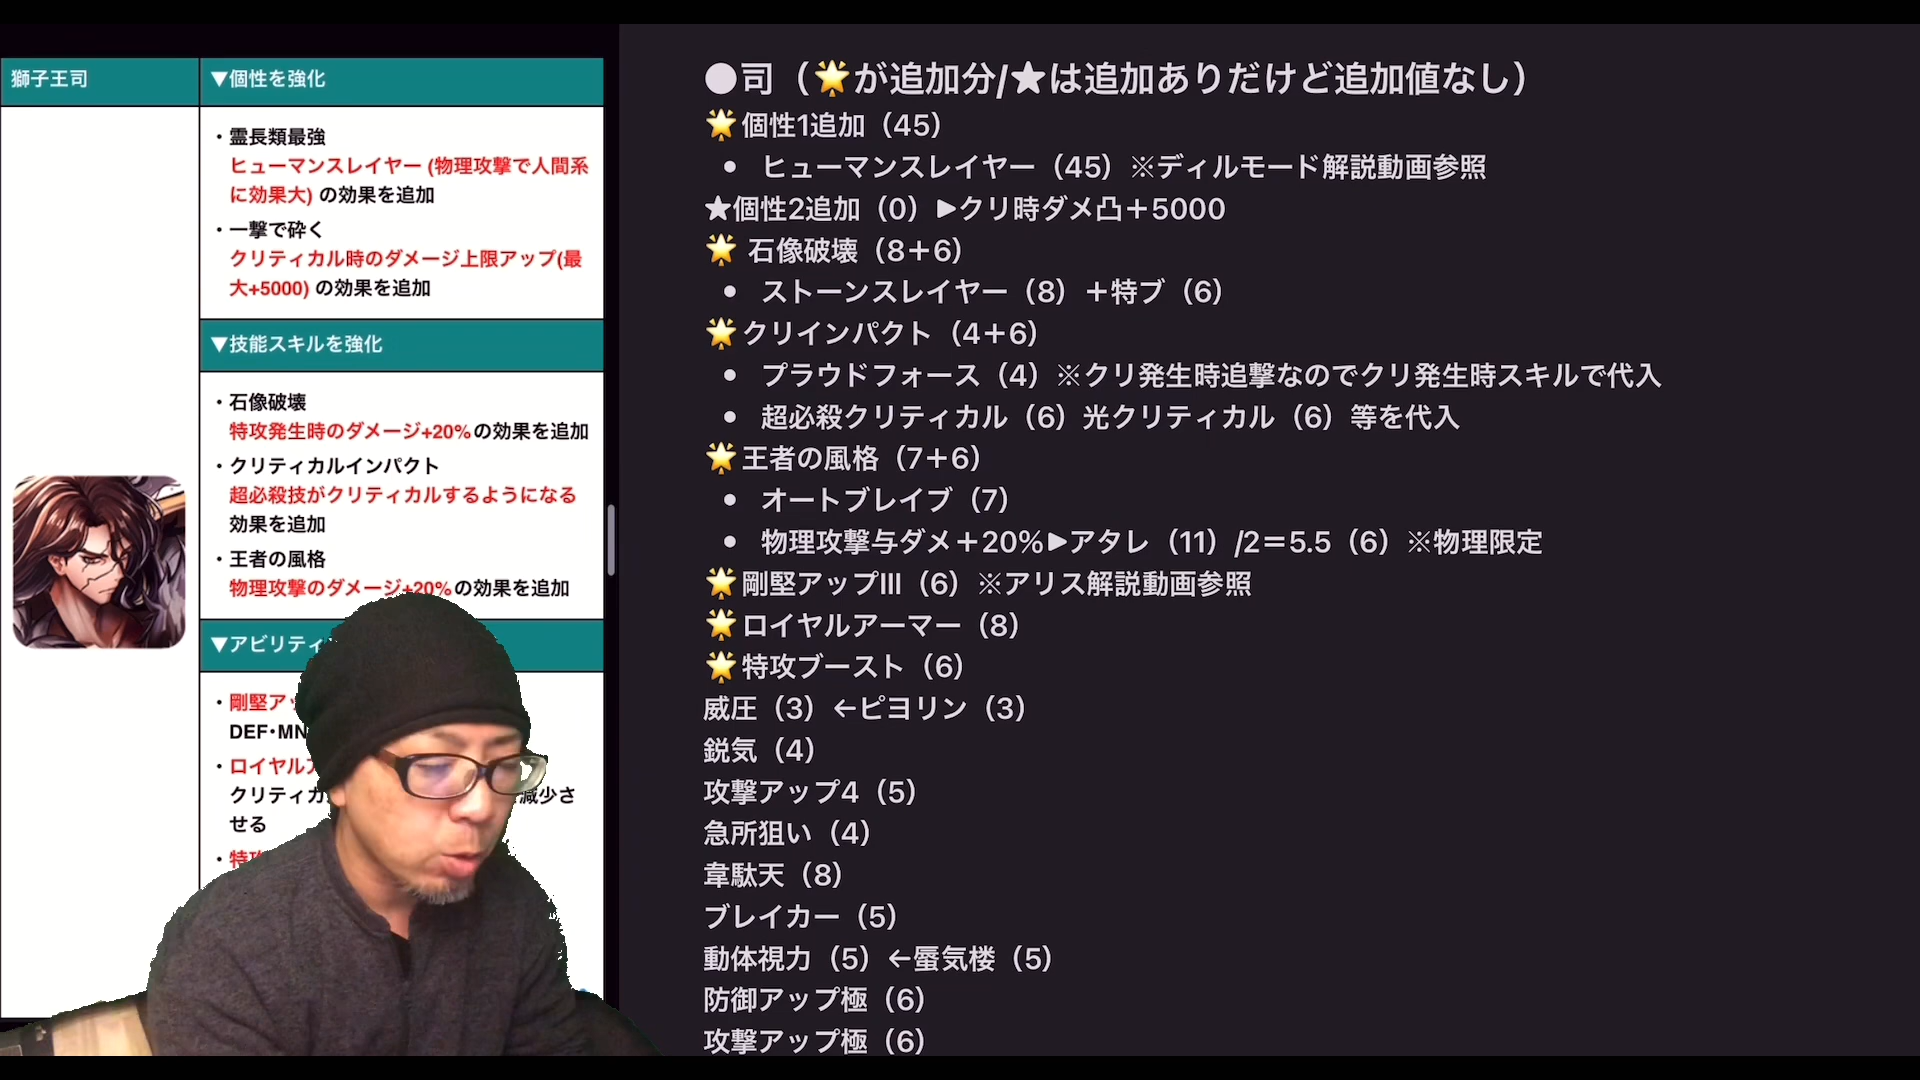 獅子王司
▼個性を強化
・霊長類最強
ヒューマンスレイヤー (物理攻撃で人間系
に効果大) の効果を追加
・一撃で砕く
クリティカル時のダメージ上限アップ(最
大+5000) の効果を追加
▼技能スキルを強化
・石像破壊
特攻発生時のダメージ+20%の効果を追加
・クリティカルインパクト
超必殺技がクリティカルするようになる
効果を追加
・王者の風格
物理攻撃のダメージ+20%の効果を追加
▼アビリティ
・剛堅ア
DEF･MN
・ロイヤル
クリティカ
減少さ
せる
・特攻
●司（🌟が追加分/★は追加ありだけど追加値なし）
🌟個性1追加（45）
• ヒューマンスレイヤー（45）※ディルモード解説動画参照
★個性2追加（0）▶クリ時ダメ凸＋5000
🌟 石像破壊（8＋6）
• ストーンスレイヤー（8）＋特ブ（6）
🌟クリインパクト（4＋6）
• プラウドフォース（4）※クリ発生時追撃なのでクリ発生時スキルで代入
• 超必殺クリティカル（6）光クリティカル（6）等を代入
🌟王者の風格（7＋6）
• オートブレイブ（7）
• 物理攻撃与ダメ＋20%▶アタレ（11）/2＝5.5（6）※物理限定
🌟剛堅アップIII（6）※アリス解説動画参照
🌟ロイヤルアーマー（8）
🌟特攻ブースト（6）
威圧（3）←ピヨリン（3）
鋭気（4）
攻撃アップ4（5）
急所狙い（4）
韋駄天（8）
ブレイカー（5）
動体視力（5）←蜃気楼（5）
防御アップ極（6）
攻撃アップ極（6）